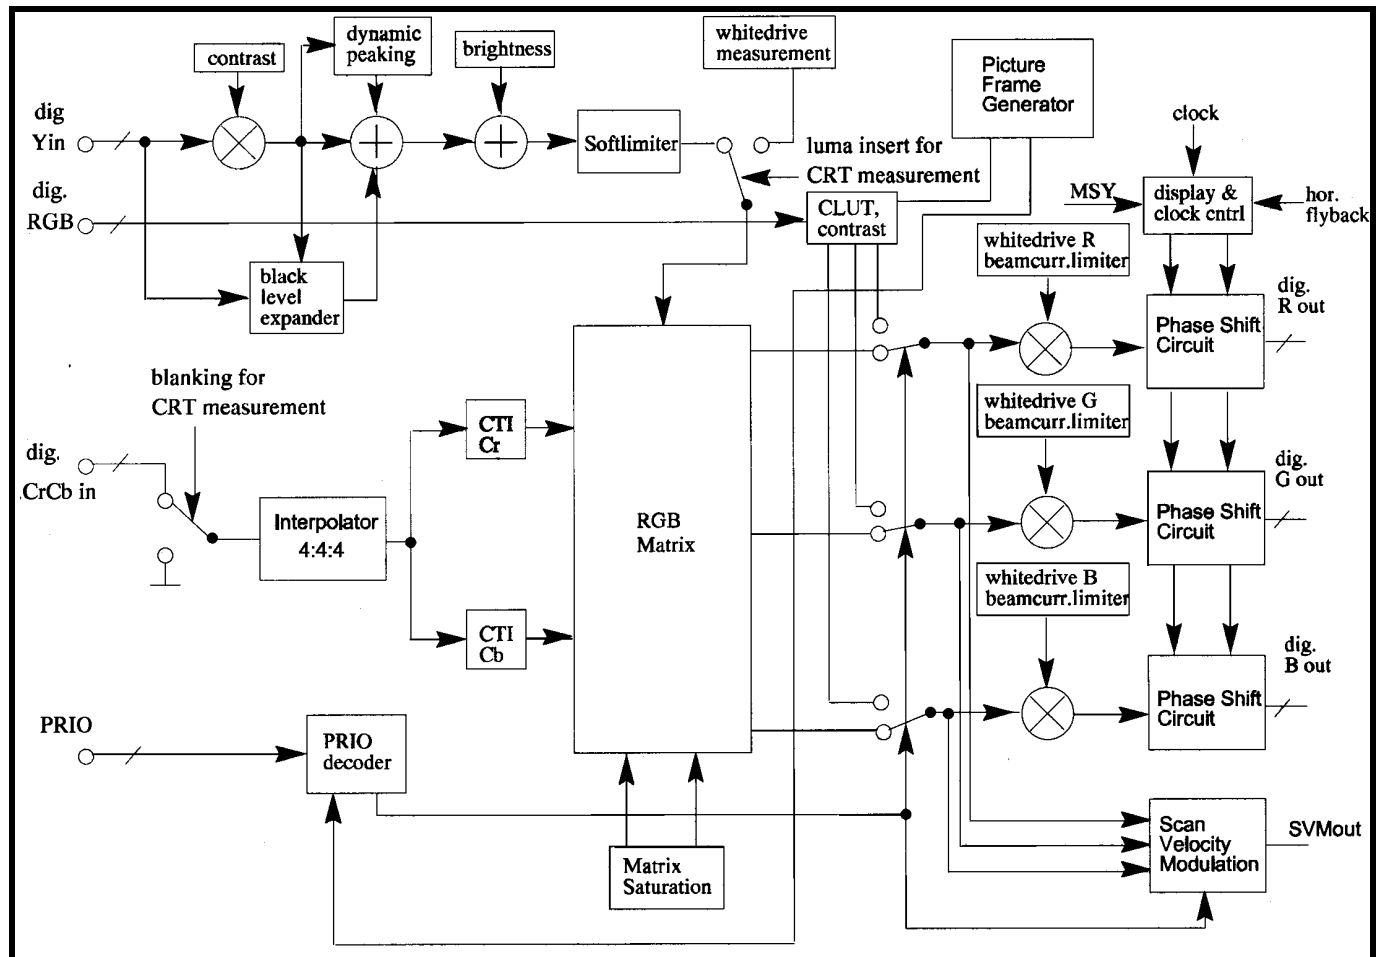 dynamic
peaking
contrast
brightness
whitedrive
measurement
Picture
Frame
Generator
dig
Yin
Softlimiter
luma insert for
CRT measurement
clock
MSY
display &
clock cntrl
hor.
flyback
dig.
RGB
CLUT,
contrast
black
level
expander
whitedrive R
beamcurr.limiter
Phase Shift
Circuit
dig.
R out
blanking for
CRT measurement
CTI
Cr
whitedrive G
beamcurr.limiter
dig.
CrCb in
Interpolator
4:4:4
RGB
Matrix
Phase Shift
Circuit
dig.
G out
whitedrive B
beamcurr.limiter
CTI
Cb
Phase Shift
Circuit
dig.
B out
PRIO
PRIO
decoder
Matrix
Saturation
Scan
Velocity
Modulation
SVMout